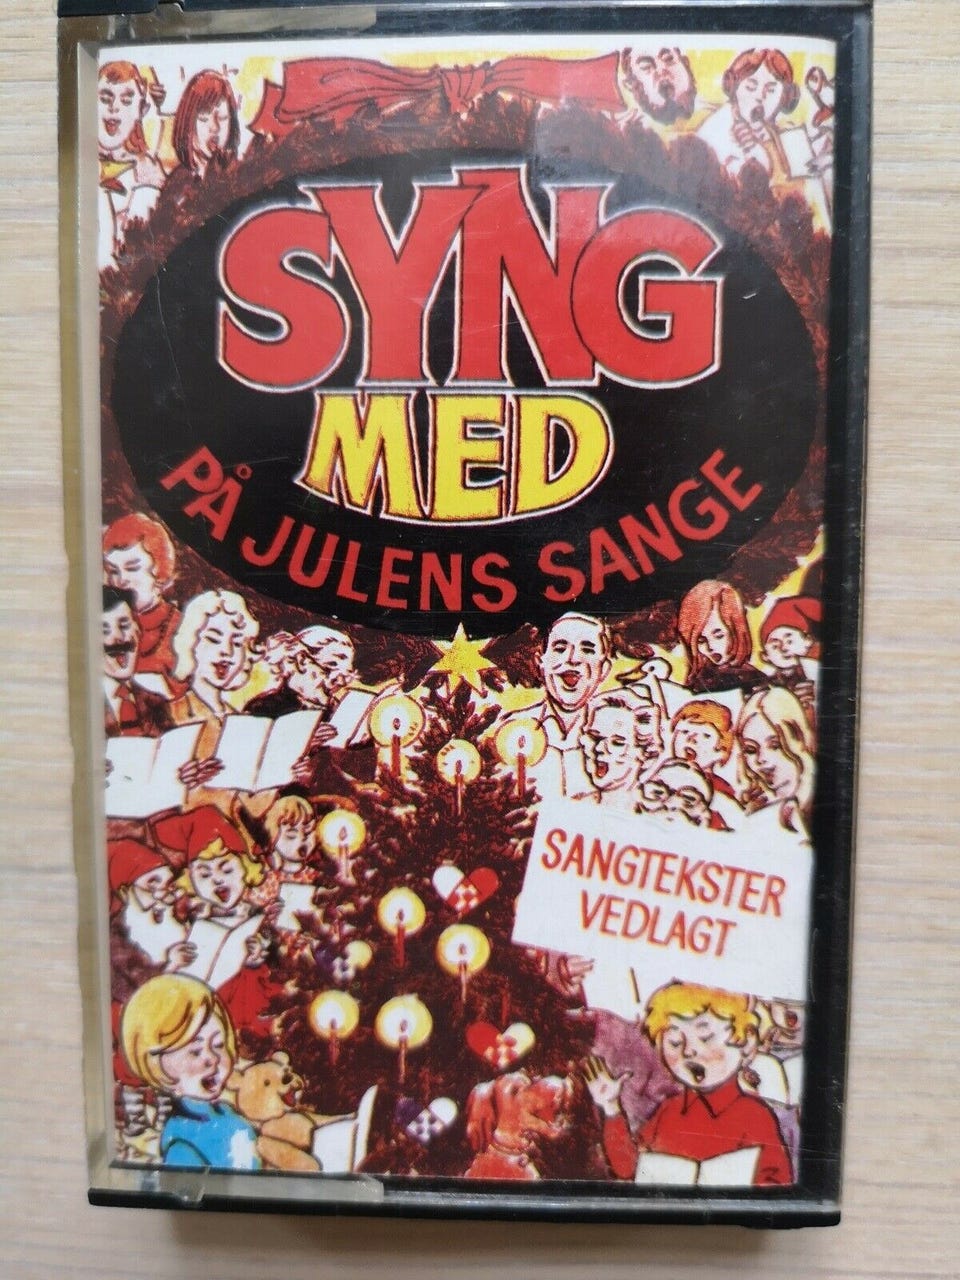 SYNG
MED
PÅ JULENS SANGE
SANGTEKSTER
VEDLAGT